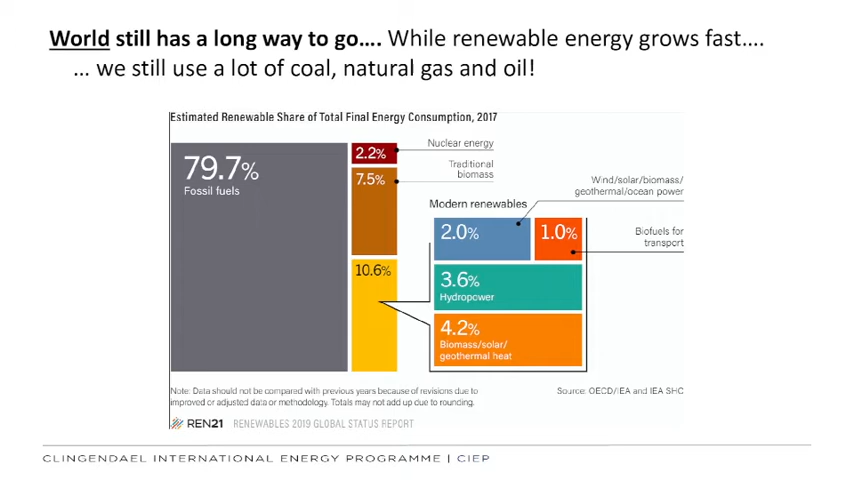 World still has a long way to go…. While renewable energy grows fast….
… we still use a lot of coal, natural gas and oil!
Estimated Renewable Share of Total Final Energy Consumption, 2017
79.7%
Fossil fuels
2.2%
Nuclear energy
7.5%
Traditional
biomass
10.6%
Modern renewables
Wind/solar/biomass/
geothermal/ocean power
2.0%
1.0%
Biofuels for
transport
3.6%
Hydropower
4.2%
Biomass/solar/
geothermal heat
Note: Data should not be compared with previous years because of revisions due to
improved or adjusted data or methodology. Totals may not add up due to rounding.
Source: OECD/IEA and IEA SHC
REN21 RENEWABLES 2019 GLOBAL STATUS REPORT
CLINGENDAEL INTERNATIONAL ENERGY PROGRAMME | CIEP